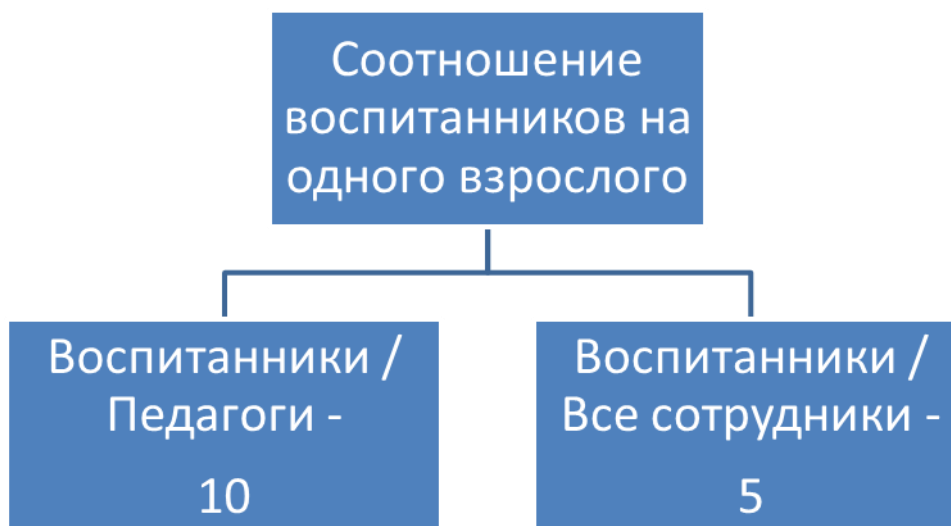 Соотношение
воспитанников на
одного взрослого
Воспитанники /
Педагоги -
10
Воспитанники /
Все сотрудники -
5